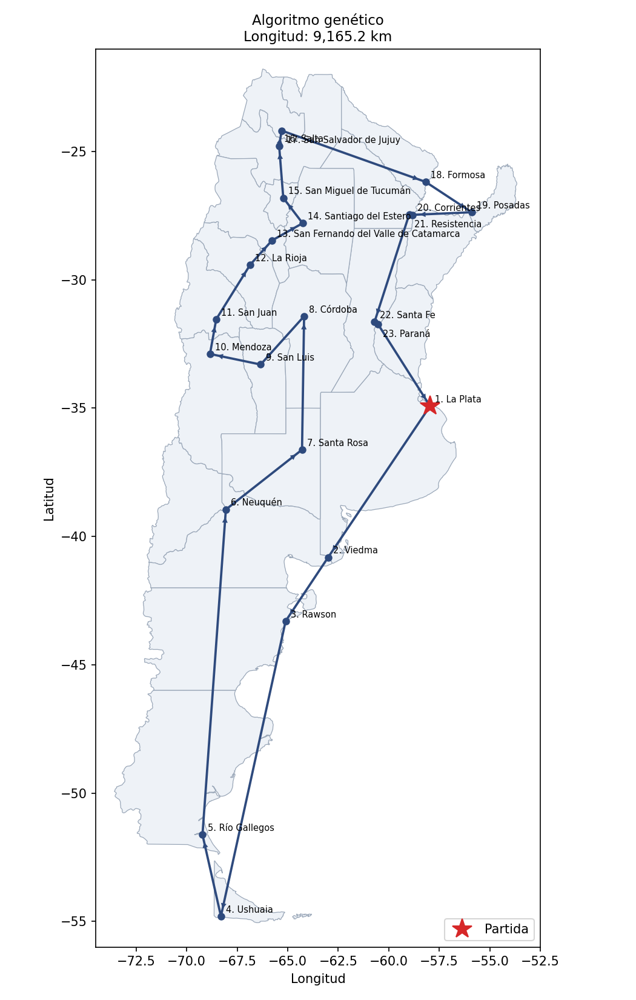 Algoritmo genético
Longitud: 9,165.2 km
16. Salta
17. San Salvador de Jujuy
−25
18. Formosa
15. San Miguel de Tucumán
19. Posadas
20. Corrientes
14. Santiago del Estero
21. Resistencia
13. San Fernando del Valle de Catamarca
12. La Rioja
−30
8. Córdoba
11. San Juan
22. Santa Fe
23. Paraná
10. Mendoza
9. San Luis
1. La Plata
−35
7. Santa Rosa
6. Neuquén
Latitud
−40
2. Viedma
3. Rawson
−45
−50
5. Río Gallegos
4. Ushuaia
−55
Partida
−72.5 −70.0 −67.5 −65.0 −62.5 −60.0 −57.5 −55.0 −52.5
Longitud